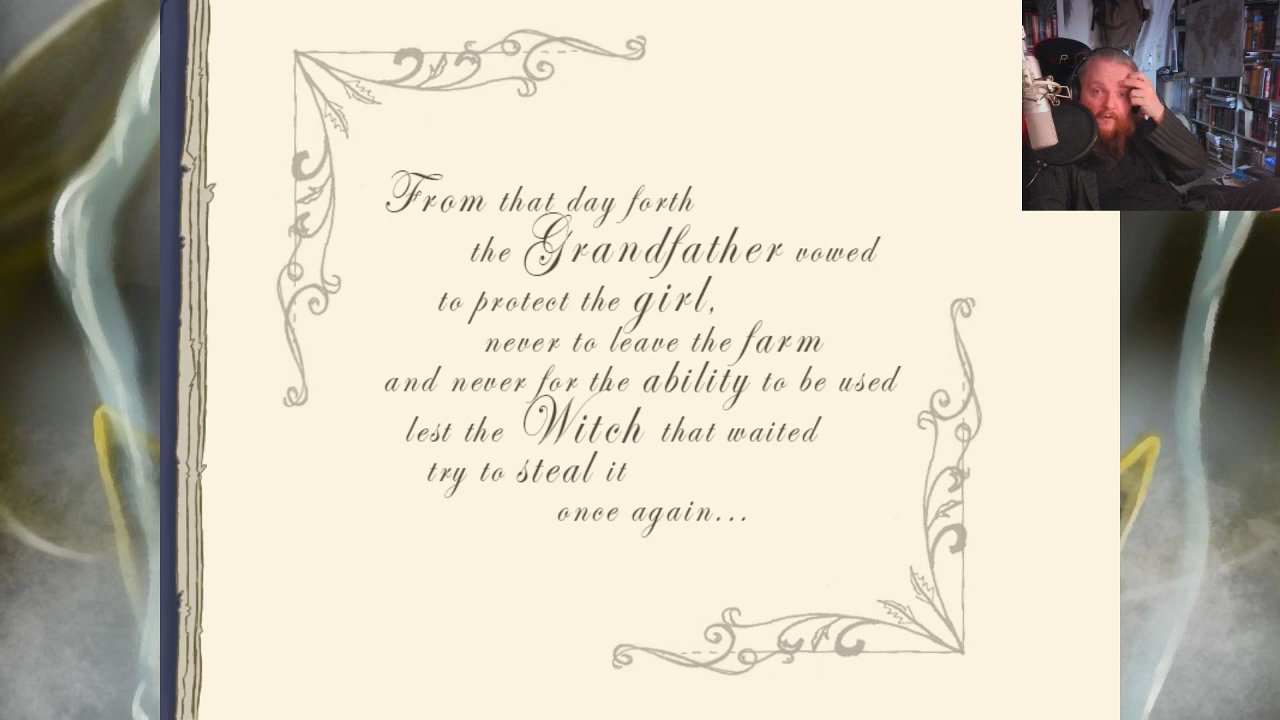 From that day forth
the Grandfather vowed
to protect the girl,
never to leave the farm
and never for the ability to be used
lest the Witch that waited
try to steal it
once again...